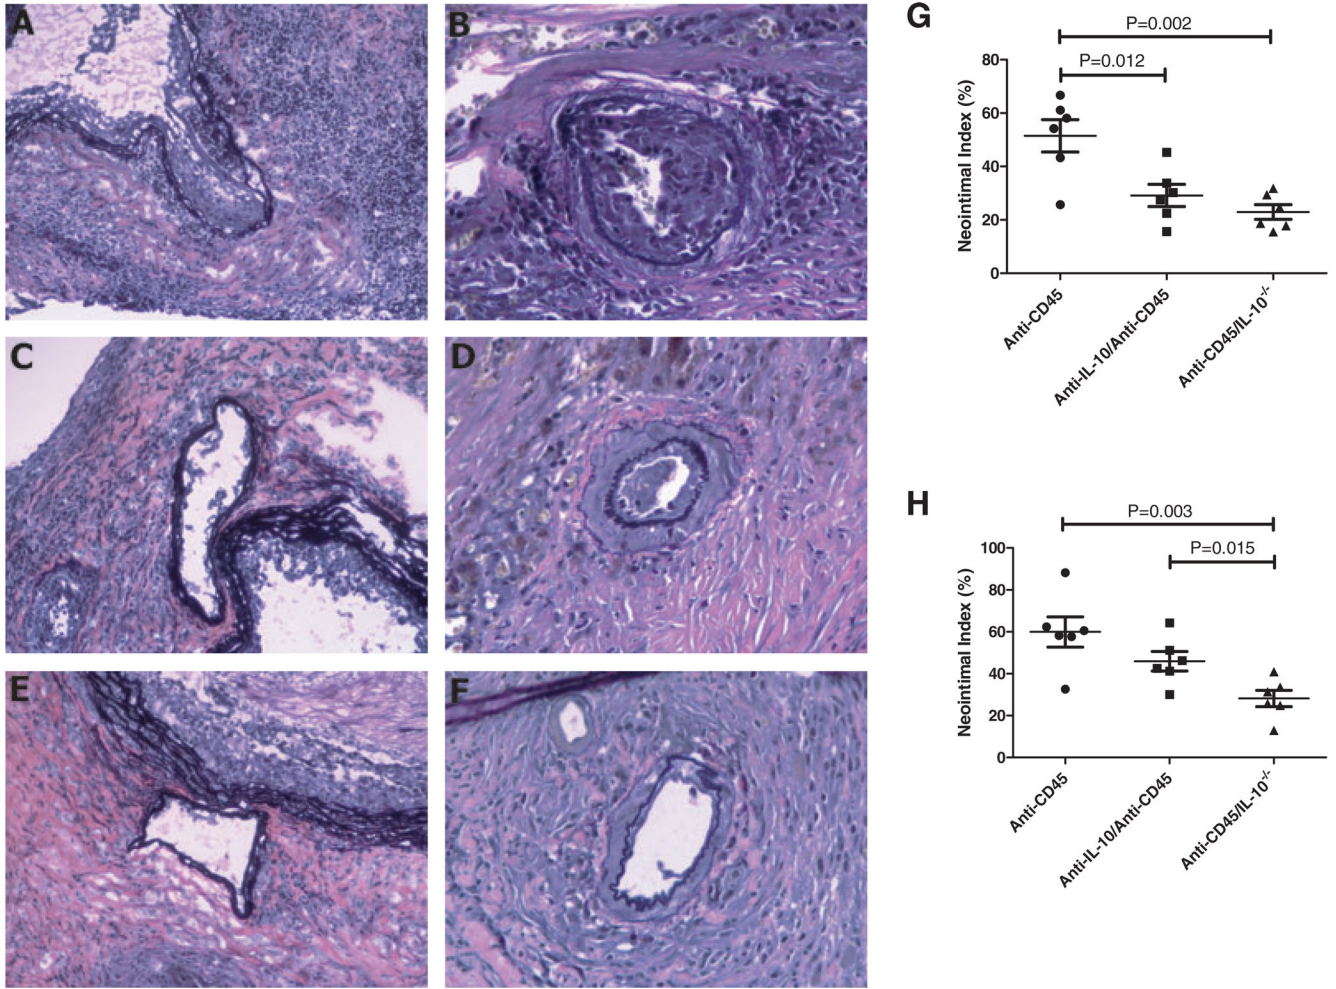 A
B
C
D
E
F
G
P=0.002
P=0.012
80
60
40
20
0
Neointimal Index (%)
Anti-CD45
Anti-IL-10/Anti-CD45
Anti-CD45/IL-10-/-
H
P=0.003
P=0.015
100
80
60
40
20
0
Neointimal Index (%)
Anti-CD45
Anti-IL-10/Anti-CD45
Anti-CD45/IL-10-/-